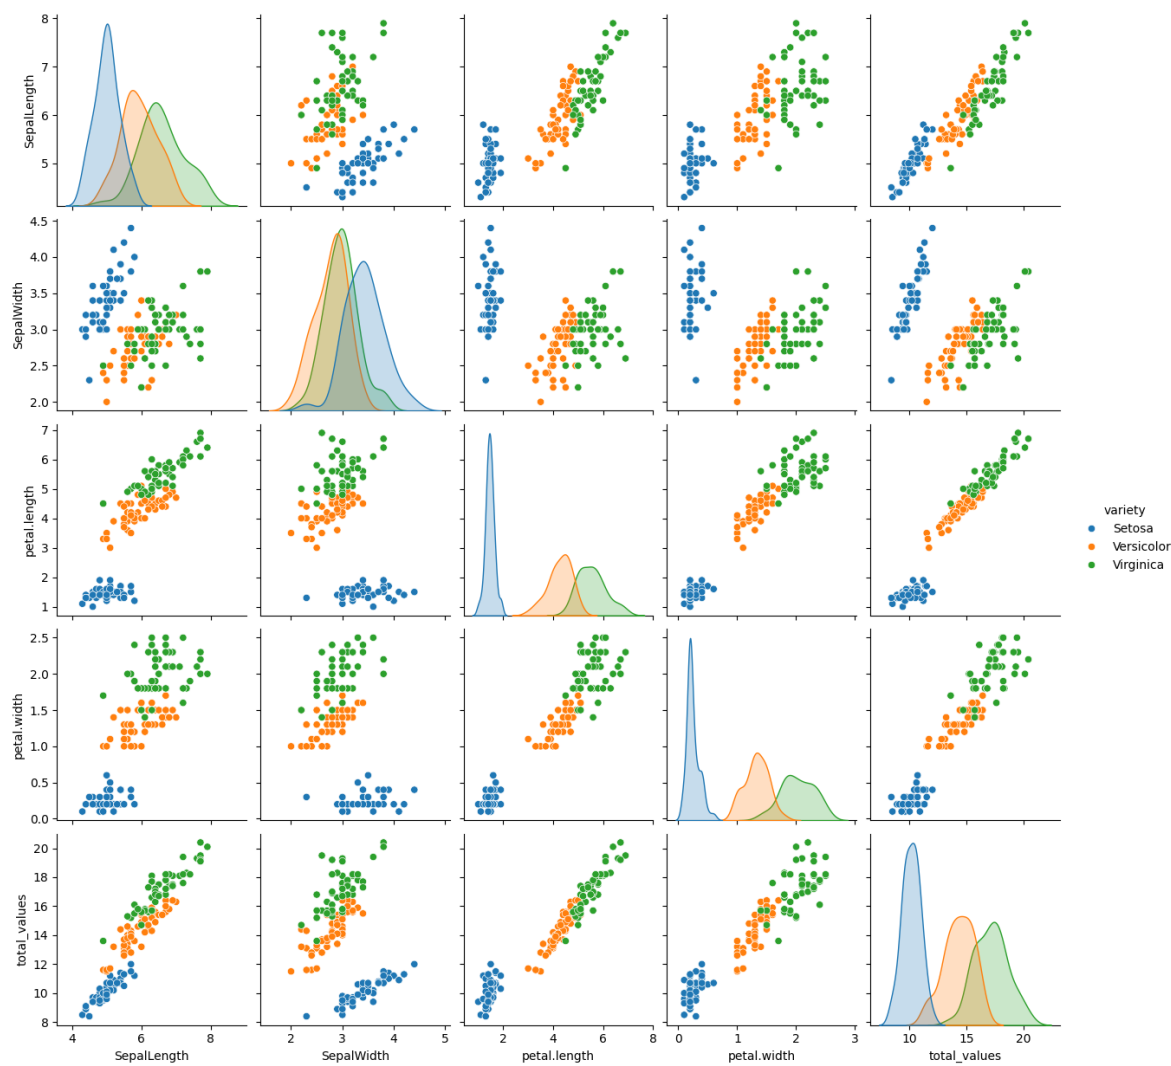 8
7
6
5
SepalLength
4.5
4.0
3.5
3.0
2.5
2.0
SepalWidth
7
6
5
4
3
2
1
petal.length
2.5
2.0
1.5
1.0
0.5
0.0
petal.width
20
18
16
14
12
10
8
total_values
4 6 8
SepalLength
2 3 4 5
SepalWidth
2 4 6 8
petal.length
0 1 2 3
petal.width
10 15 20
total_values
variety
Setosa
Versicolor
Virginica